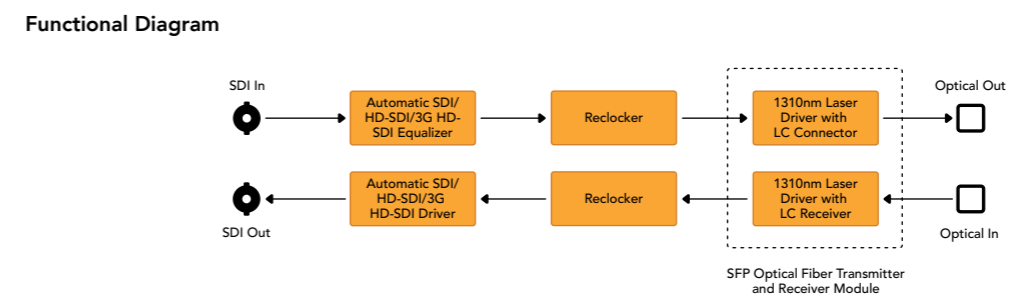 Functional Diagram
SDI In
Optical Out
Automatic SDI/
HD-SDI/3G HD-
SDI Equalizer
Reclocker
1310nm Laser
Driver with
LC Connector
Automatic SDI/
HD-SDI/3G
HD-SDI Driver
Reclocker
1310nm Laser
Driver with
LC Receiver
SDI Out
Optical In
SFP Optical Fiber Transmitter
and Receiver Module